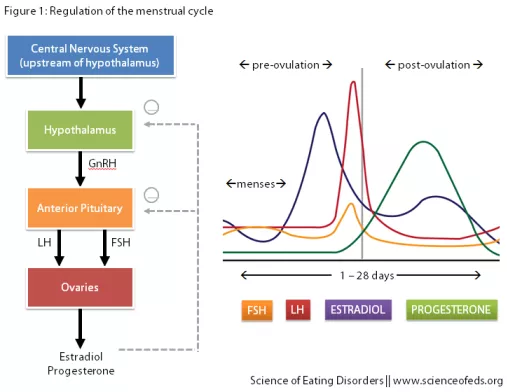 Figure 1: Regulation of the menstrual cycle
Central Nervous System
(upstream of hypothalamus)
Hypothalamus
GnRH
Anterior Pituitary
LH
FSH
Ovaries
Estradiol
Progesterone
← pre-ovulation →
← post-ovulation →
←menses→
1 – 28 days
FSH
LH
ESTRADIOL
PROGESTERONE
Science of Eating Disorders || www.scienceofeds.org